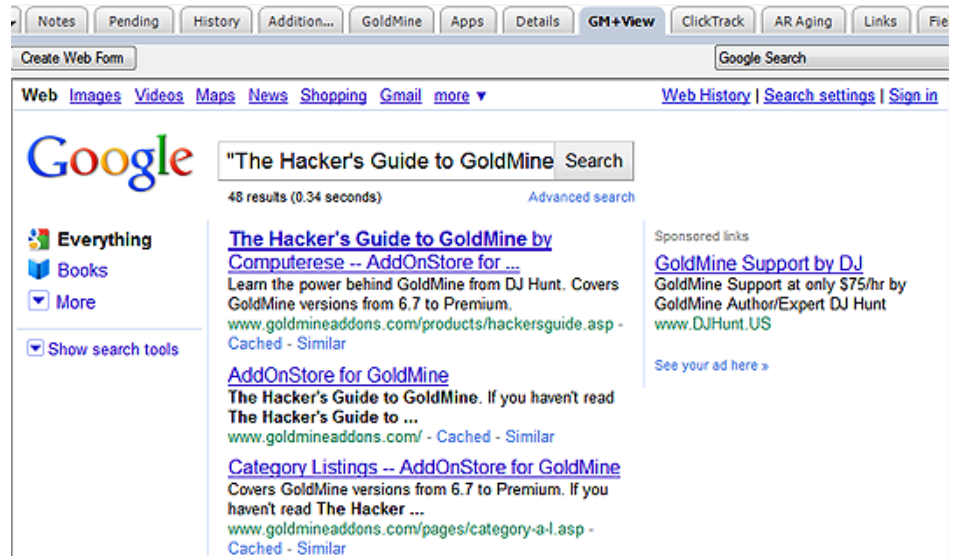 Notes Pending History Addition... GoldMine Apps Details GM+View ClickTrack AR Aging Links Fie
Create Web Form Google Search
Web Images Videos Maps News Shopping Gmail more ▼ Web History | Search settings | Sign in
Google "The Hacker's Guide to GoldMine Search
48 results (0.34 seconds) Advanced search
Everything
Books
More
Show search tools
The Hacker's Guide to GoldMine by
Computerese -- AddOnStore for ...
Learn the power behind GoldMine from DJ Hunt. Covers
GoldMine versions from 6.7 to Premium.
www.goldmineaddons.com/products/hackersguide.asp -
Cached - Similar
AddOnStore for GoldMine
The Hacker's Guide to GoldMine. If you haven't read
The Hacker's Guide to ...
www.goldmineaddons.com/ - Cached - Similar
Category Listings -- AddOnStore for GoldMine
Covers GoldMine versions from 6.7 to Premium. If you
haven't read The Hacker ...
www.goldmineaddons.com/pages/category-a-l.asp -
Cached - Similar
Sponsored links
GoldMine Support by DJ
GoldMine Support at only $75/hr by
GoldMine Author/Expert DJ Hunt
www.DJHunt.US
See your ad here »